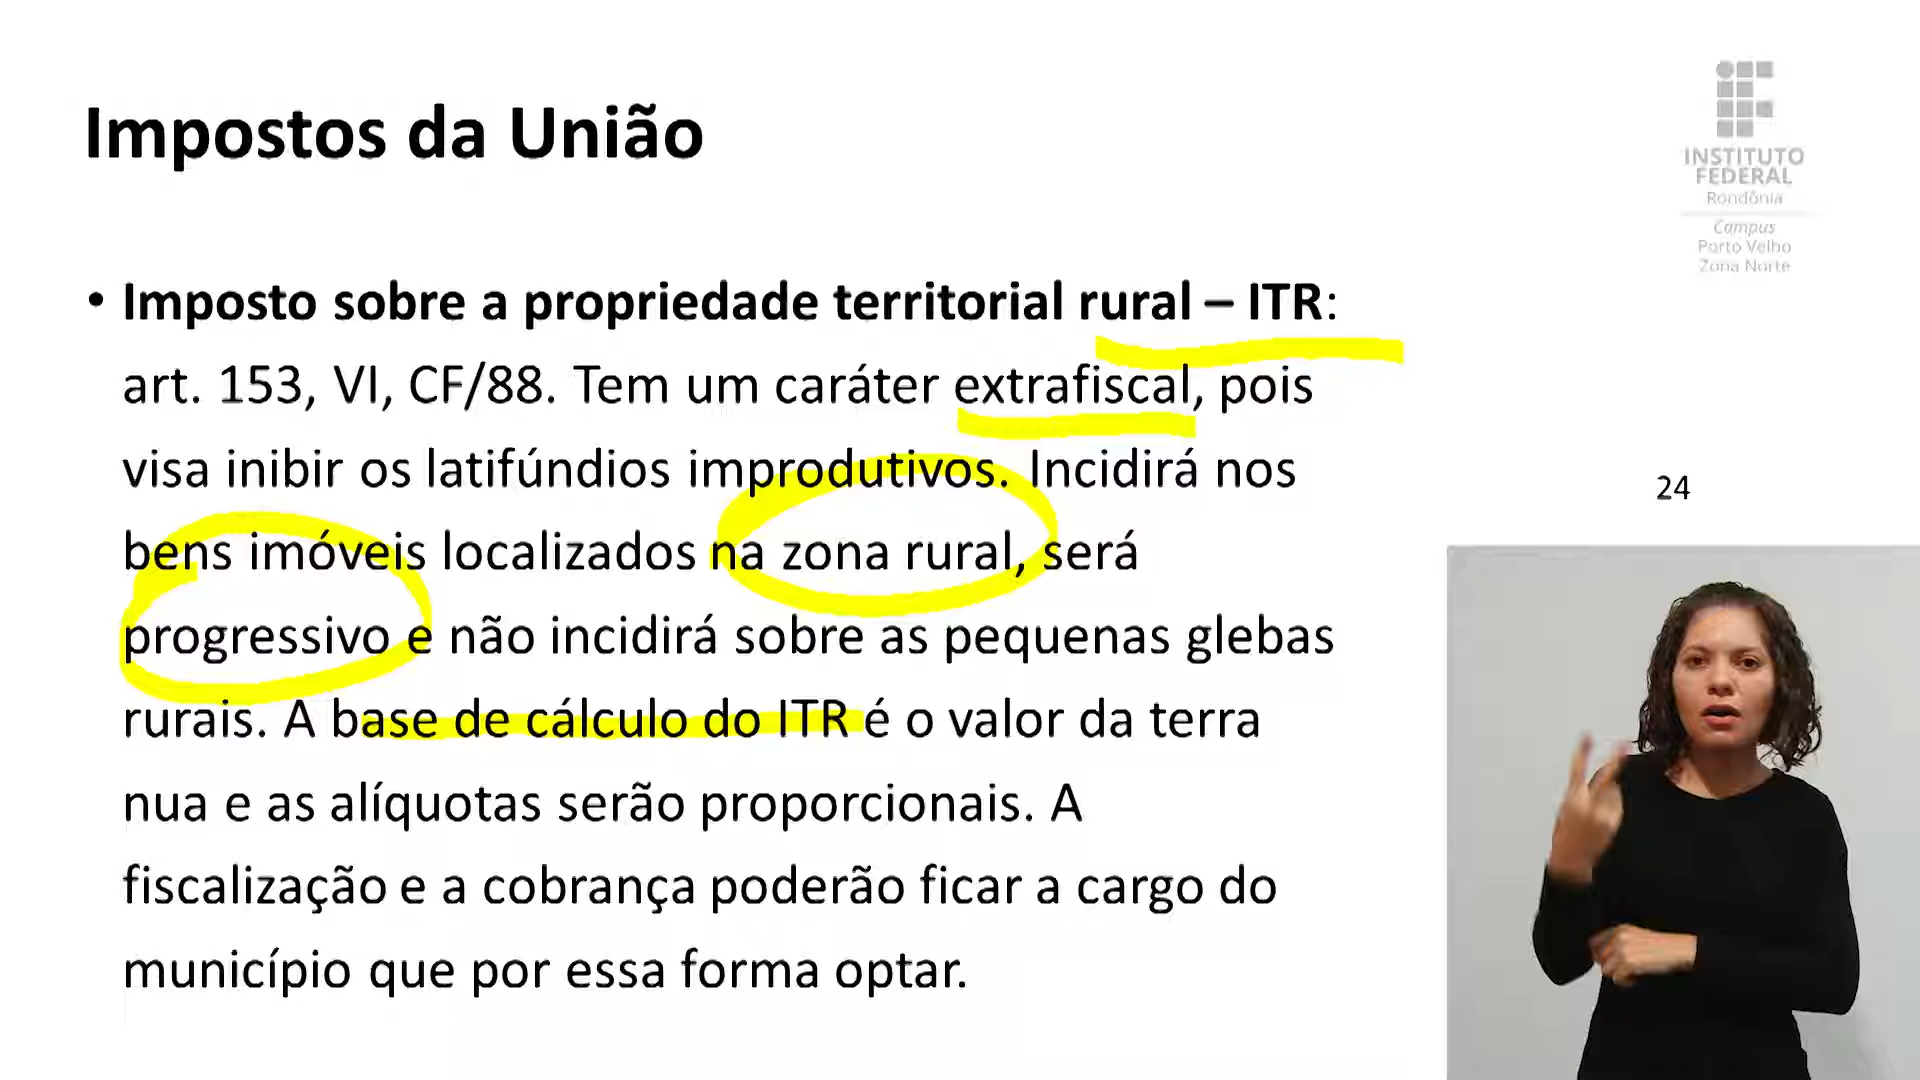 Impostos da União
INSTITUTO
FEDERAL
Rondônia
Campus
Porto Velho
Zona Norte
• Imposto sobre a propriedade territorial rural – ITR:
art. 153, VI, CF/88. Tem um caráter extrafiscal, pois
visa inibir os latifúndios improdutivos. Incidirá nos
bens imóveis localizados na zona rural, será
progressivo e não incidirá sobre as pequenas glebas
rurais. A base de cálculo do ITR é o valor da terra
nua e as alíquotas serão proporcionais. A
fiscalização e a cobrança poderão ficar a cargo do
município que por essa forma optar.
24